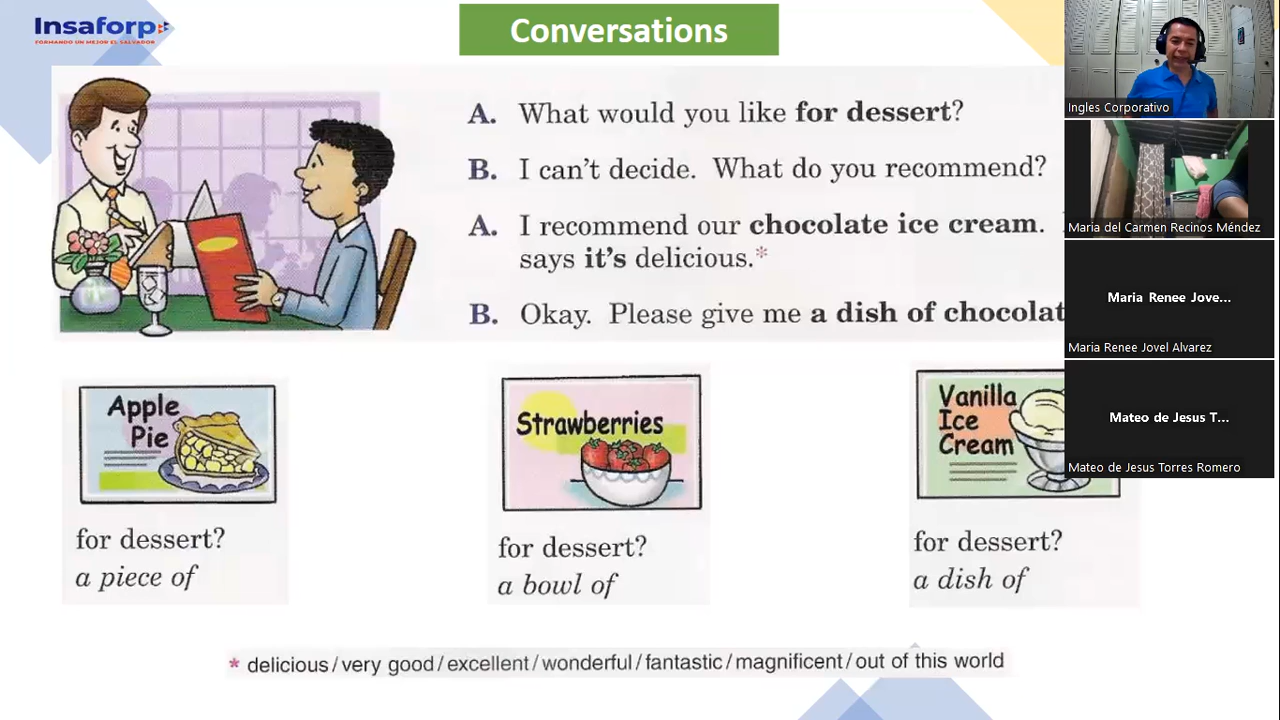 Insaforp
FORMANDO UN MEJOR EL SALVADOR
Conversations
A. What would you like for dessert?
B. I can't decide. What do you recommend?
A. I recommend our chocolate ice cream.
says it's delicious.*
B. Okay. Please give me a dish of chocolat
Apple
Pie
for dessert?
a piece of
Strawberries
for dessert?
a bowl of
Vanilla
Ice
Cream
for dessert?
a dish of
* delicious/very good/excellent/wonderful/fantastic/magnificent/out of this world
Ingles Corporativo
Maria del Carmen Recinos Méndez
Maria Renee Jove...
Maria Renee Jovel Alvarez
Mateo de Jesus T...
Mateo de Jesus Torres Romero